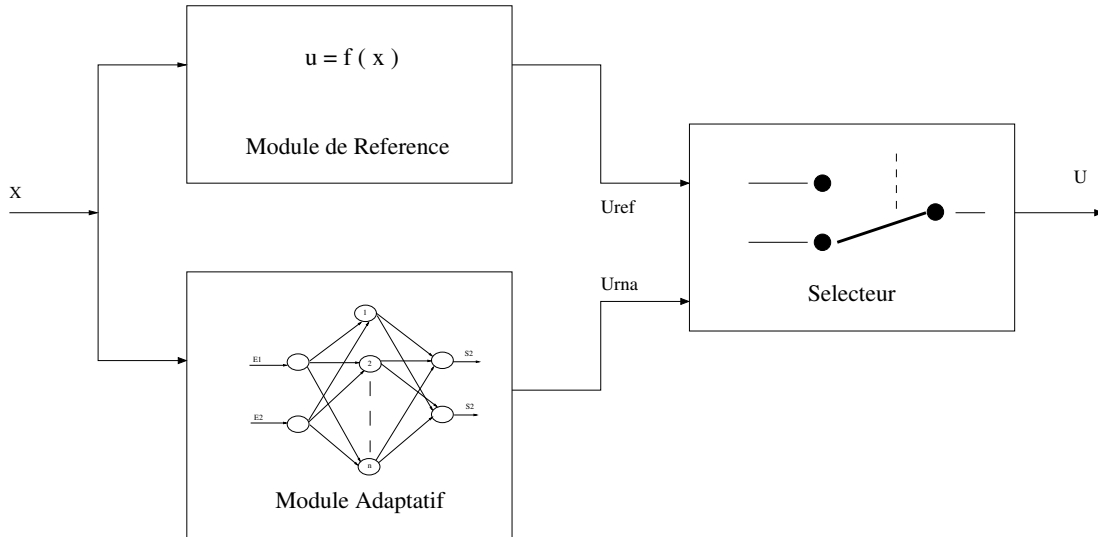 u = f ( x )
Module de Reference
X
U
Uref
Urna
Selecteur
1
E1
2
S2
E2
S2
n
Module Adaptatif